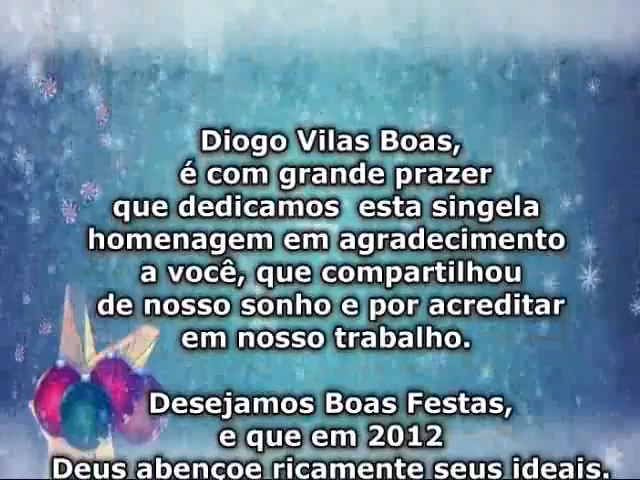 Diogo Vilas Boas,
é com grande prazer
que dedicamos esta singela
homenagem em agradecimento
a você, que compartilhou
de nosso sonho e por acreditar
em nosso trabalho.
Desejamos Boas Festas,
e que em 2012
Deus abençoe ricamente seus ideais.